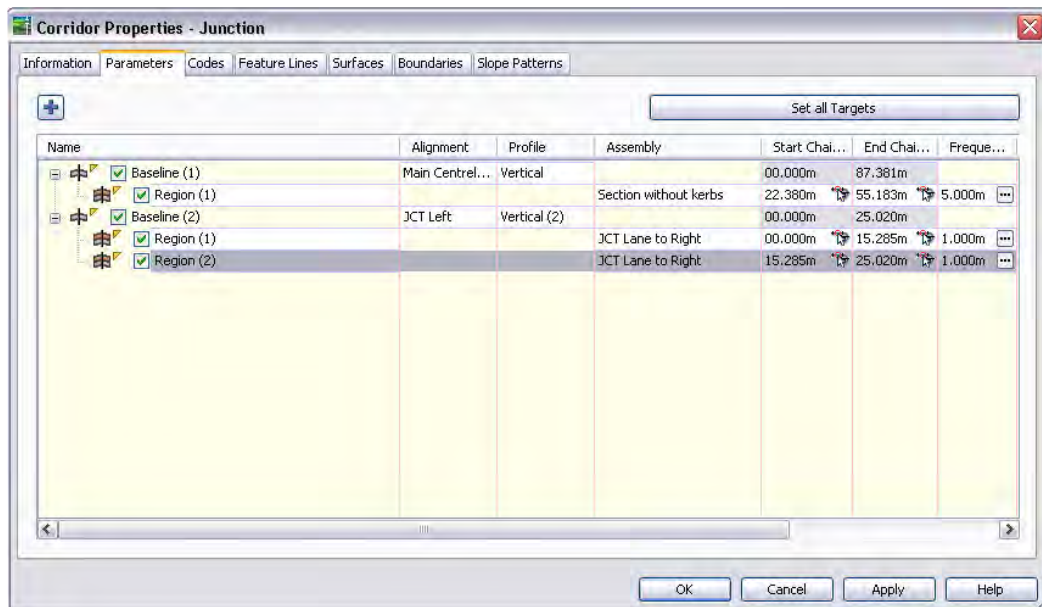 Corridor Properties - Junction
Information Parameters Codes Feature Lines Surfaces Boundaries Slope Patterns
Set all Targets
Name Alignment Profile Assembly Start Chai... End Chai... Freque...
Baseline (1) Main Centrel... Vertical 00.000m 87.381m
Region (1) Section without kerbs 22.380m 55.183m 5.000m ...
Baseline (2) JCT Left Vertical (2) 00.000m 25.020m
Region (1) JCT Lane to Right 00.000m 15.285m 1.000m ...
Region (2) JCT Lane to Right 15.285m 25.020m 1.000m ...
OK Cancel Apply Help